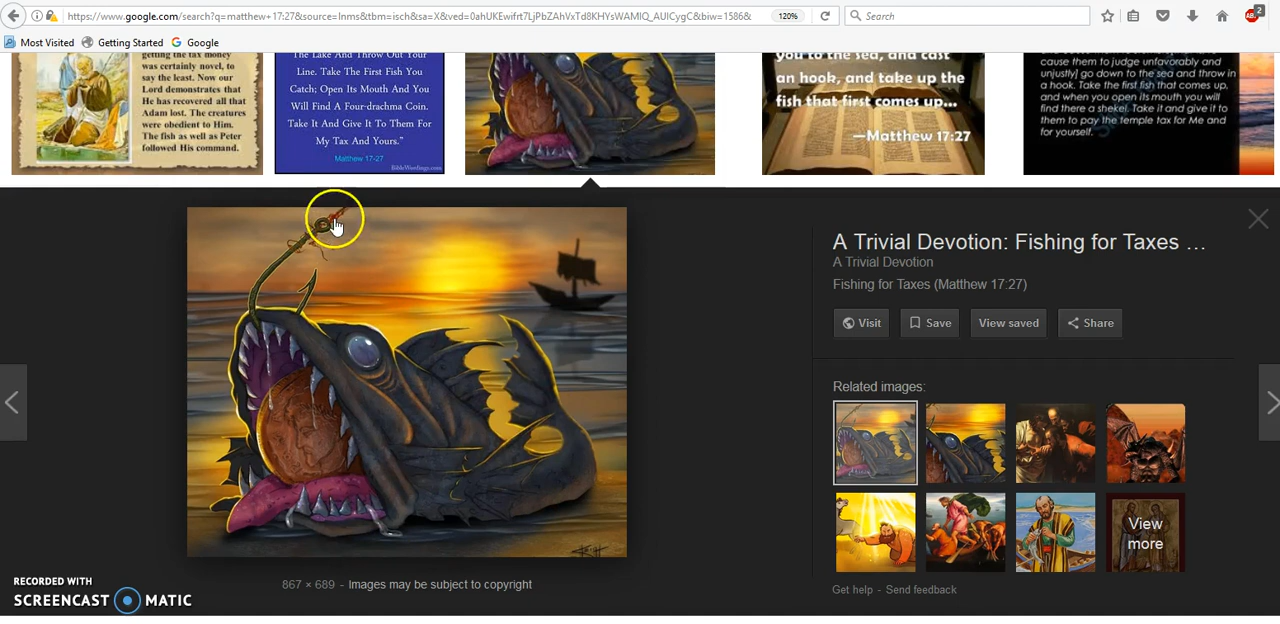 https://www.google.com/search?q=matthew+17:27&source=lnms&tbm=isch&sa=X&ved=0ahUKEwifrt7LjPbZAhVxTd8KHYsWAMIQ_AUICygC&biw=1586&
120%
Search
2
Most Visited
Getting Started
Google
getting the tax money
was certainly novel, to
say the least. Now our
Lord demonstrates that
He has recovered all that
Adam lost. The creatures
were obedient to Him.
The fish as well as Peter
followed His command.
The Lake And Throw Out Your
Line. Take The First Fish You
Catch; Open Its Mouth And You
Will Find A Four-drachma Coin.
Take It And Give It To Them For
My Tax And Yours."
Matthew 17-27
BibleWordings.com
you to the sea, and cast
an hook, and take up the
fish that first comes up...
—Matthew 17:27
cause them to judge unfavorably and
unjustly] go down to the sea and throw in
a hook. Take the first fish that comes up,
and when you open its mouth you will
find there a shekel. Take it and give it to
them to pay the temple tax for Me and
for yourself.
A Trivial Devotion: Fishing for Taxes ...
A Trivial Devotion
Fishing for Taxes (Matthew 17:27)
Visit
Save
View saved
Share
Related images:
View
more
867 × 689 - Images may be subject to copyright
Get help - Send feedback
RECORDED WITH
SCREENCAST MATIC